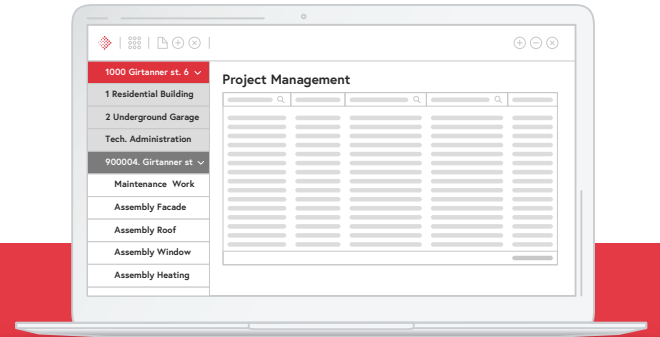 1000 Girtanner st. 6
1 Residential Building
2 Underground Garage
Tech. Administration
900004. Girtanner st
Maintenance Work
Assembly Facade
Assembly Roof
Assembly Window
Assembly Heating
Project Management